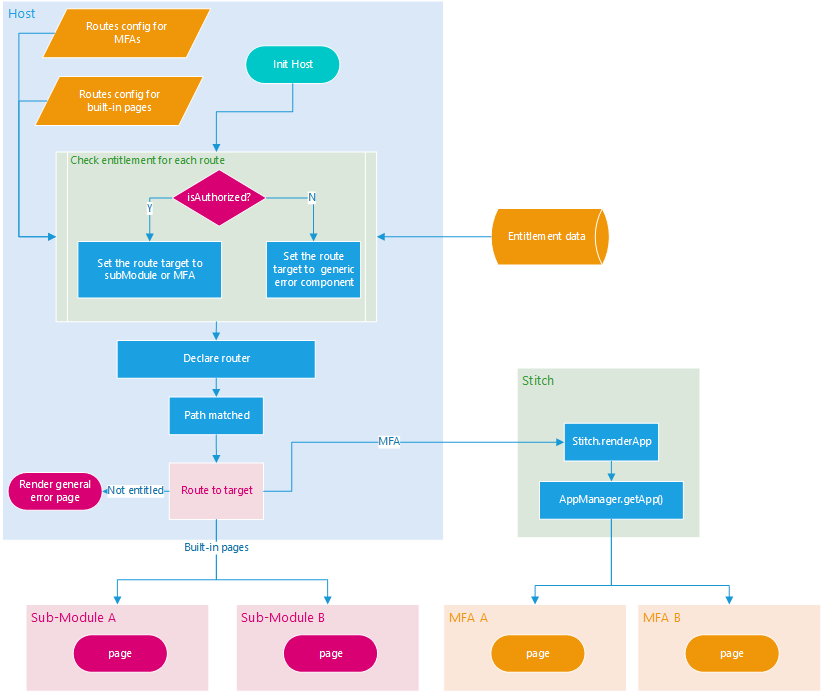 Host
Routes config for
MFAs
Init Host
Routes config for
built-in pages
Check entitlement for each route
isAuthorized?
Y
N
Set the route target to
subModule or MFA
Set the route
target to generic
error component
Entitlement data
Declare router
Path matched
Stitch
Stitch.renderApp
MFA
Render general
error page
Not entitled
Route to target
AppManager.getApp()
Built-in pages
Sub-Module A
page
Sub-Module B
page
MFA A
page
MFA B
page